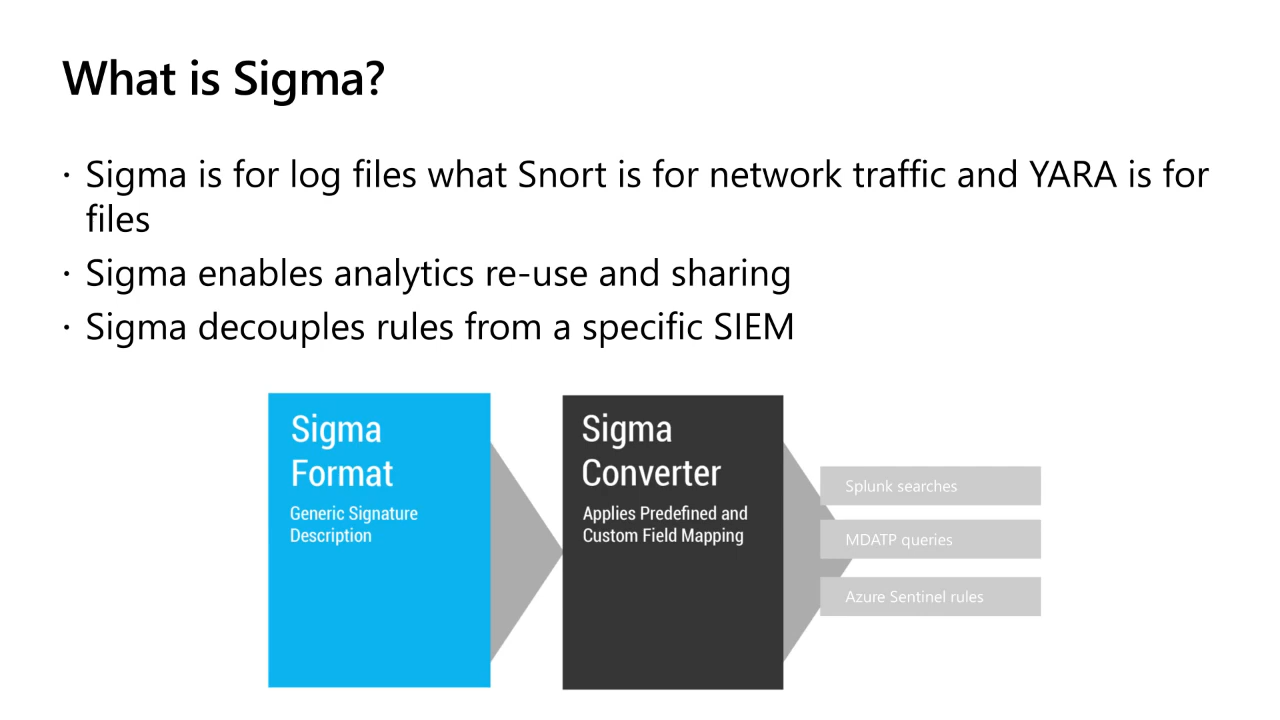 What is Sigma?
· Sigma is for log files what Snort is for network traffic and YARA is for
files
· Sigma enables analytics re-use and sharing
· Sigma decouples rules from a specific SIEM
Sigma
Format
Generic Signature
Description
Sigma
Converter
Applies Predefined and
Custom Field Mapping
Splunk searches
MDATP queries
Azure Sentinel rules